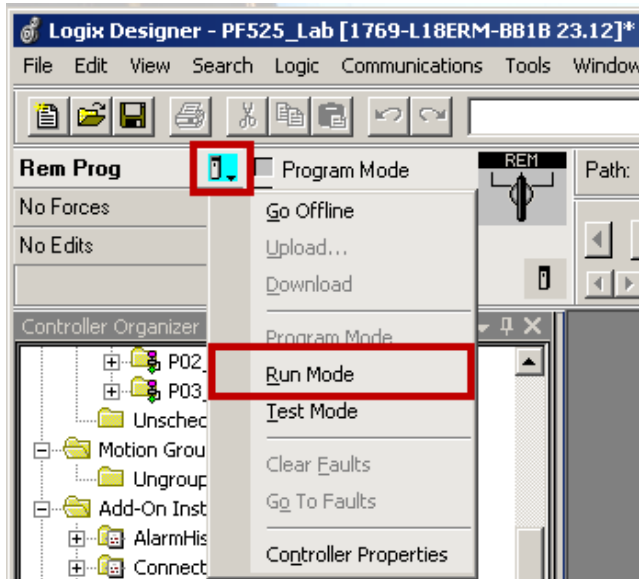 Logix Designer - PF525_Lab [1769-L18ERM-BB1B 23.12]*
File Edit View Search Logic Communications Tools Window
Rem Prog
Program Mode
REM
Path:
No Forces
No Edits
Go Offline
Upload...
Download
Program Mode
Run Mode
Test Mode
Clear Faults
Go To Faults
Controller Properties
Controller Organizer
P02_
P03_
Unsched
Motion Grou
Ungroup
Add-On Inst
AlarmHis
Connect